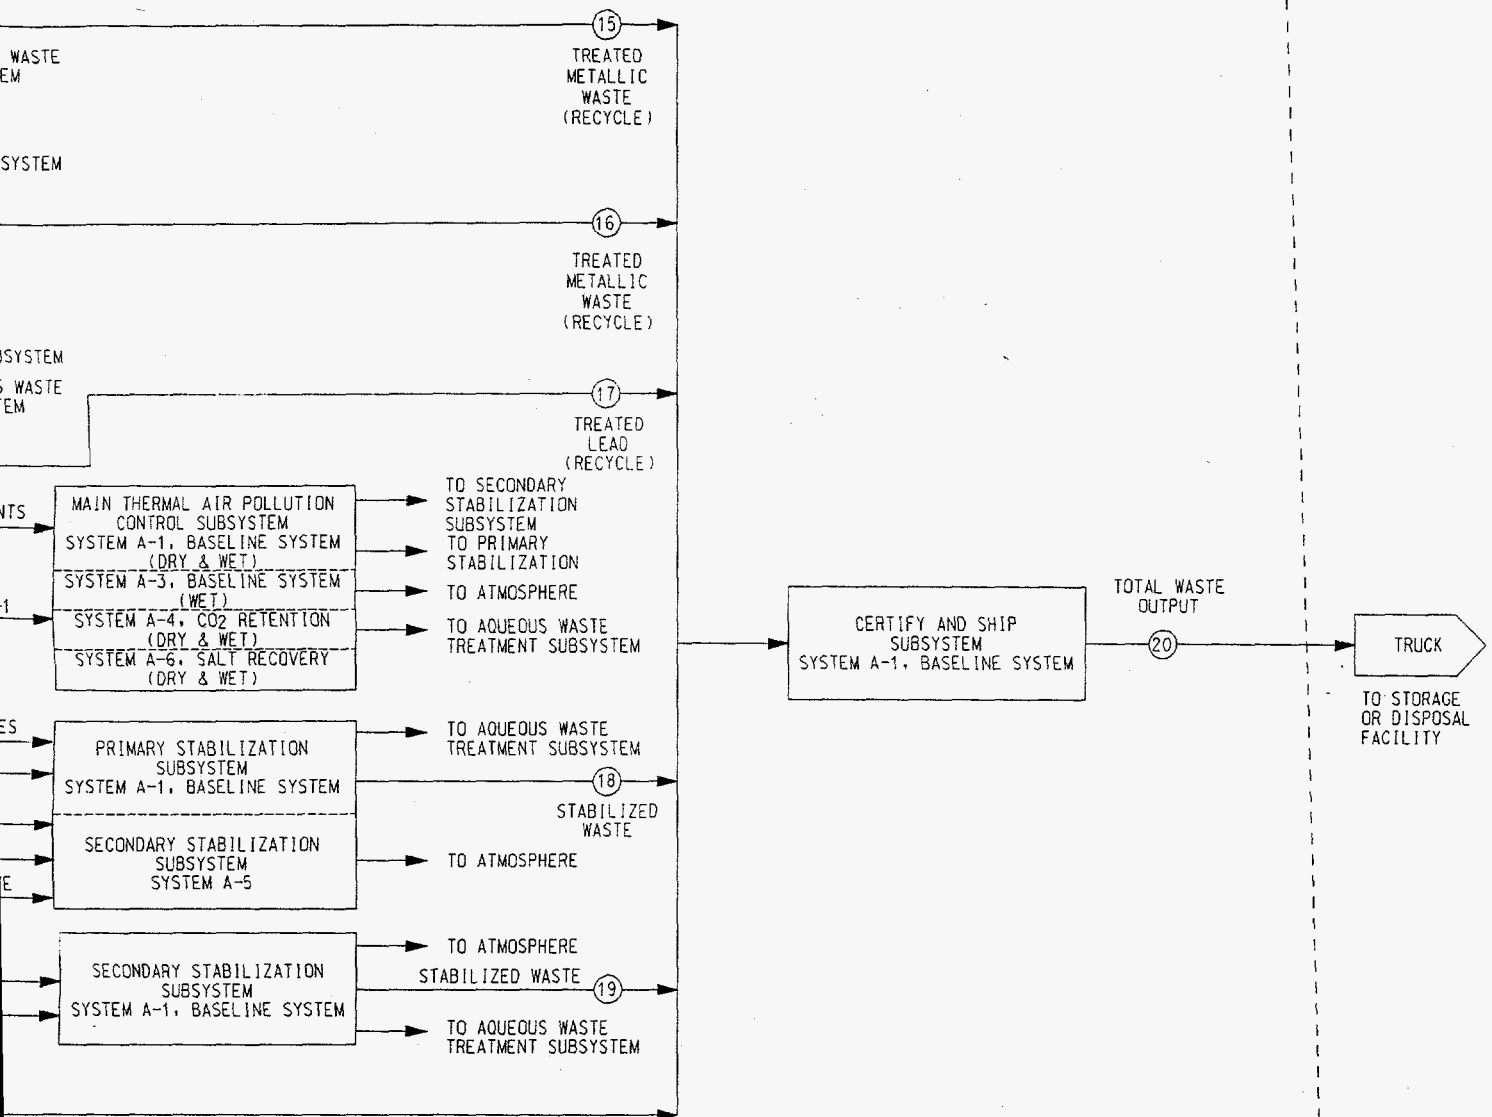 15
WASTE
EM
TREATED
METALLIC
WASTE
(RECYCLE)
SYSTEM
16
TREATED
METALLIC
WASTE
(RECYCLE)
SYSTEM
WASTE
TEM
17
TREATED
LEAD
(RECYCLE)
NTS
MAIN THERMAL AIR POLLUTION
CONTROL SUBSYSTEM
SYSTEM A-1, BASELINE SYSTEM
(DRY & WET)
SYSTEM A-3, BASELINE SYSTEM
(WET)
SYSTEM A-4, CO2 RETENTION
(DRY & WET)
SYSTEM A-6, SALT RECOVERY
(DRY & WET)
-1
TO SECONDARY
STABILIZATION
SUBSYSTEM
TO PRIMARY
STABILIZATION
TO ATMOSPHERE
TO AQUEOUS WASTE
TREATMENT SUBSYSTEM
CERTIFY AND SHIP
SUBSYSTEM
SYSTEM A-1, BASELINE SYSTEM
TOTAL WASTE
OUTPUT
20
TRUCK
TO STORAGE
OR DISPOSAL
FACILITY
ES
PRIMARY STABILIZATION
SUBSYSTEM
SYSTEM A-1, BASELINE SYSTEM
SECONDARY STABILIZATION
SUBSYSTEM
SYSTEM A-5
E
TO AQUEOUS WASTE
TREATMENT SUBSYSTEM
18
STABILIZED
WASTE
TO ATMOSPHERE
SECONDARY STABILIZATION
SUBSYSTEM
SYSTEM A-1, BASELINE SYSTEM
TO ATMOSPHERE
STABILIZED WASTE
19
TO AQUEOUS WASTE
TREATMENT SUBSYSTEM